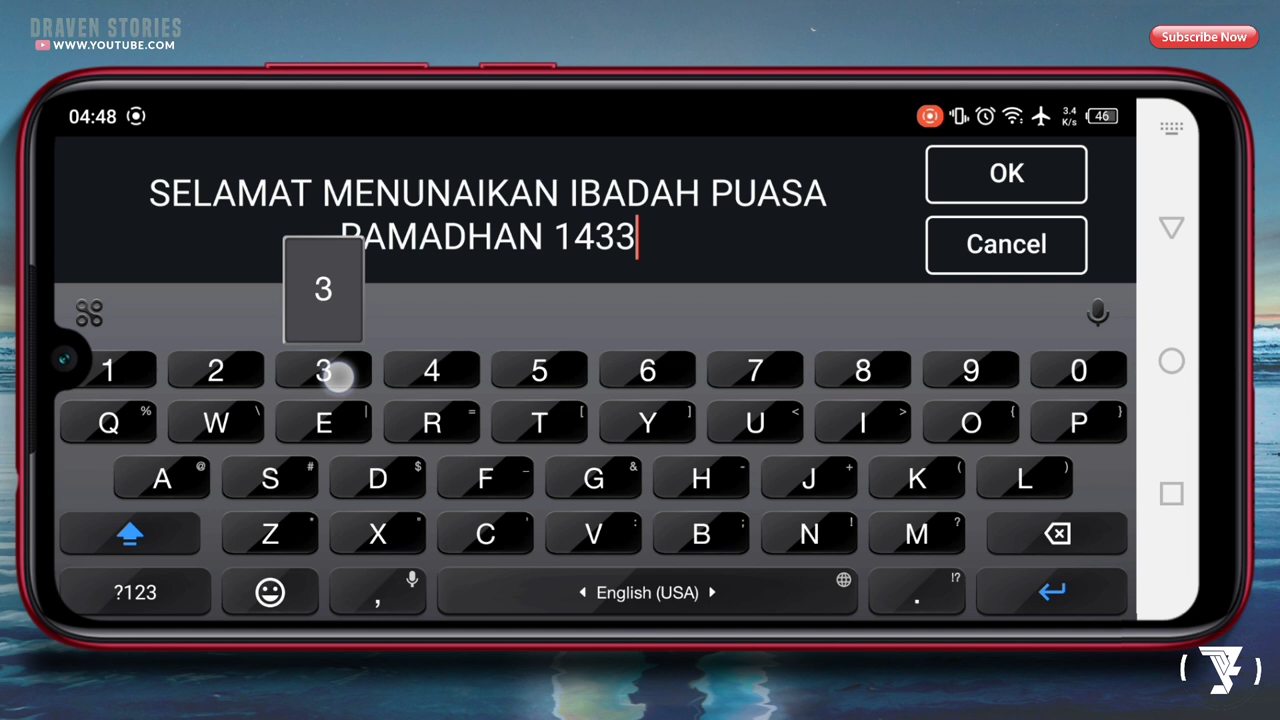 DRAVEN STORIES
WWW.YOUTUBE.COM
Subscribe Now
04:48
3.4 K/s
46
SELAMAT MENUNAIKAN IBADAH PUASA
RAMADHAN 1433
OK
Cancel
3
1 2 3 4 5 6 7 8 9 0
Q % W \ E | R = T [ Y ] U < I > O { P }
A @ S # D $ F _ G & H - J + K ( L )
Z * X " C ' V : B ; N ! M ?
?123 , English (USA) . !?